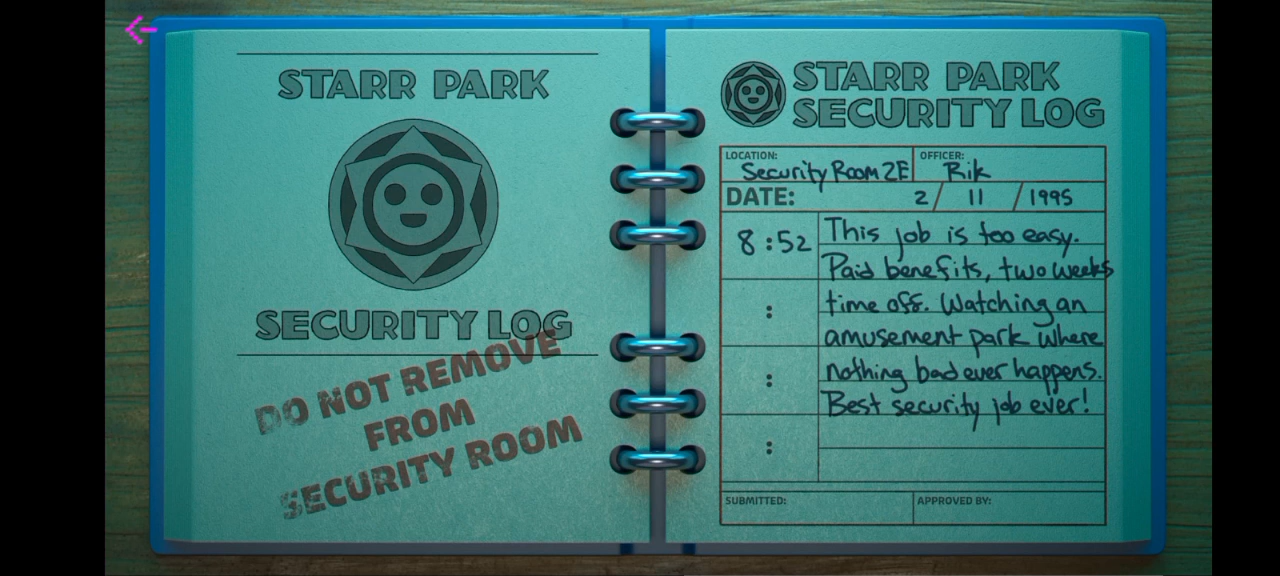 STARR PARK
SECURITY LOG
DO NOT REMOVE
FROM
SECURITY ROOM
STARR PARK
SECURITY LOG
LOCATION: Security Room 2E
OFFICER: Rik
DATE: 2 / 11 / 1995
8:52 This job is too easy.
Paid benefits, two weeks
: time off. Watching an
amusement park where
: nothing bad ever happens.
Best security job ever!
:
SUBMITTED:
APPROVED BY: